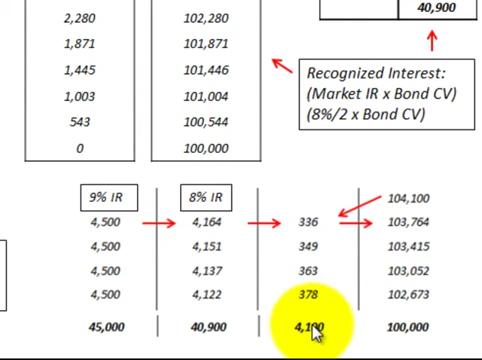 40,900
2,280 102,280
1,871 101,871
1,445 101,446
1,003 101,004
543 100,544
0 100,000
Recognized Interest:
(Market IR x Bond CV)
(8%/2 x Bond CV)
9% IR 8% IR 104,100
4,500 4,164 336 103,764
4,500 4,151 349 103,415
4,500 4,137 363 103,052
4,500 4,122 378 102,673
45,000 40,900 4,100 100,000